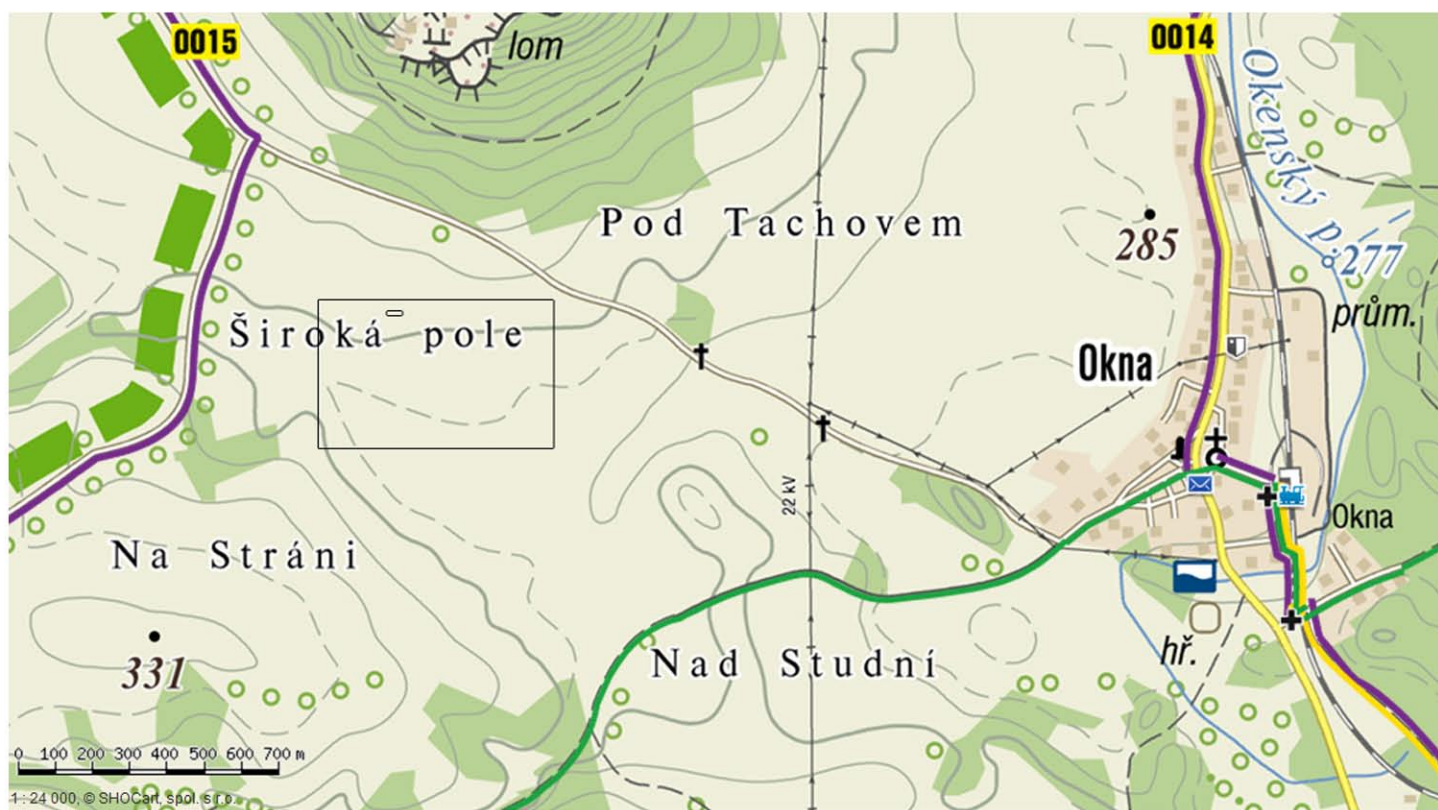 0015
lom
0014
Okenský p.
Pod Tachovem
285
277
prům.
Široká pole
Okna
22 kV
Okna
Na Stráni
331
Nad Studní
hř.
0 100 200 300 400 500 600 700 m
1 : 24 000, © SHOCart, spol. s r.o.